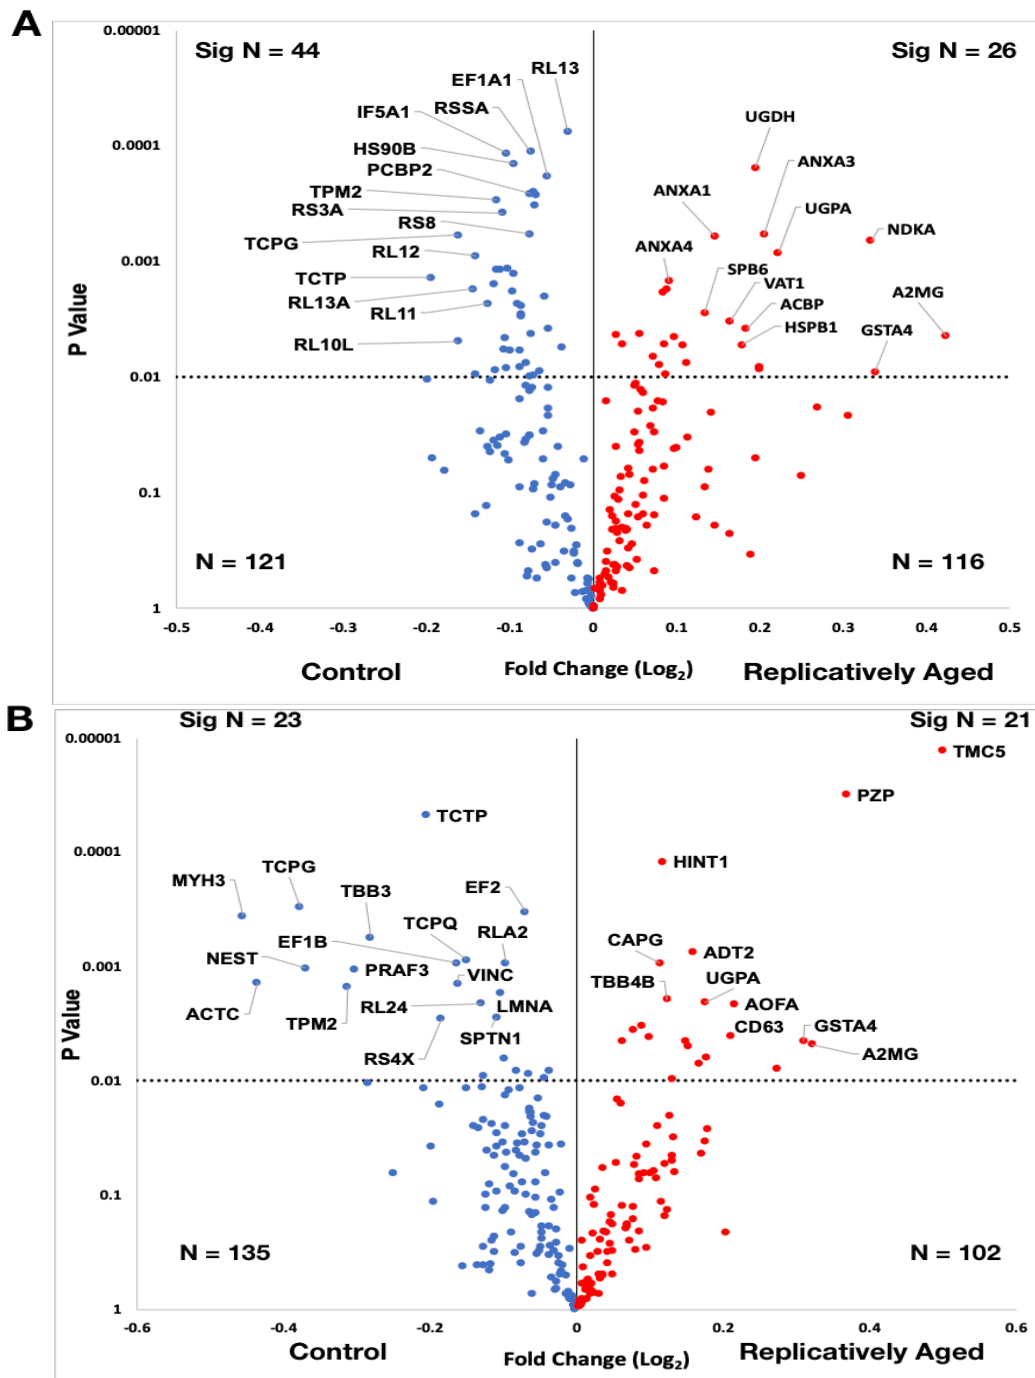 A
0.00001
Sig N = 44
Sig N = 26
RL13
EF1A1
RSSA
IF5A1
UGDH
0.0001
HS90B
ANXA3
PCBP2
TPM2
ANXA1
RS3A
UGPA
RS8
NDKA
TCPG
ANXA4
RL12
0.001
SPB6
TCTP
VAT1
A2MG
RL13A
ACBP
RL11
HSPB1
GSTA4
RL10L
P Value
0.01
0.1
N = 121
N = 116
1
-0.5
-0.4
-0.3
-0.2
-0.1
0
0.1
0.2
0.3
0.4
0.5
Control
Fold Change (Log2)
Replicatively Aged
B
Sig N = 23
Sig N = 21
0.00001
TMC5
PZP
TCTP
0.0001
HINT1
TCPG
MYH3
TBB3
EF2
TCPQ
RLA2
CAPG
EF1B
ADT2
NEST
0.001
PRAF3
VINC
UGPA
TBB4B
RL24
LMNA
AOFA
ACTC
TPM2
CD63
GSTA4
SPTN1
RS4X
A2MG
P Value
0.01
0.1
N = 135
N = 102
1
-0.6
-0.4
-0.2
0
0.2
0.4
0.6
Control
Fold Change (Log2)
Replicatively Aged